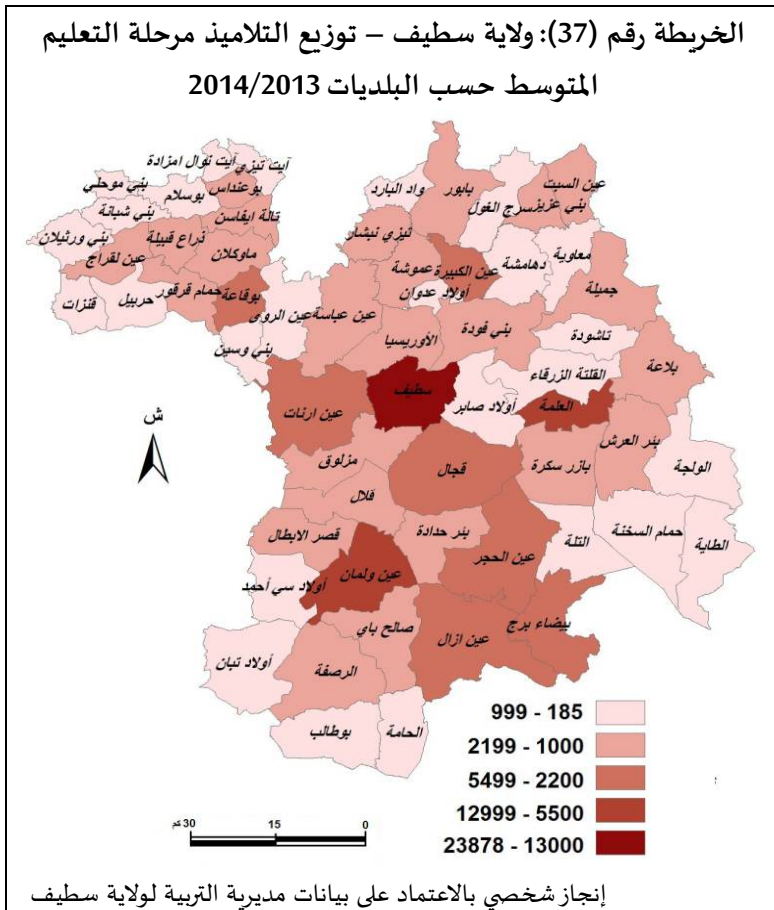 الخريطة رقم (37): ولاية سطيف – توزيع التلاميذ مرحلة التعليم
المتوسط حسب البلديات 2014/2013
آيت تيزي
آيت نوال امزادة
بوعنداس
بني موحلي
بوسلام
بني شبانة
تالة ايفاسن
بني ورثيلان
ذراع قبيلة
عين لقراج
ماوكلان
حمام قرقور
بوقاعة
حربيل
قنزات
بني وسين
عين الروى
عين عباسة
واد البارد
بابور
تيزي نبشار
عموشة
عين الكبيرة
أولاد عدوان
سرج الغول
عين السبت
بني عزيز
معاوية
دهامشة
جميلة
تاشودة
بني فودة
الأوريسيا
بلاعة
القلتة الزرقاء
سطيف
أولاد صابر
العلمة
عين ارنات
مزلوق
قجال
بازر سكرة
بئر العرش
الولجة
قلال
بئر حدادة
عين الحجر
التلة
حمام السخنة
الطاية
قصر الابطال
عين ولمان
أولاد سي أحمد
صالح باي
عين ازال
بيضاء برج
أولاد تبان
الرصفة
بوطالب
الحامة
ش
999 - 185
2199 - 1000
5499 - 2200
12999 - 5500
23878 - 13000
30 كم 15 0
إنجاز شخصي بالاعتماد على بيانات مديرية التربية لولاية سطيف